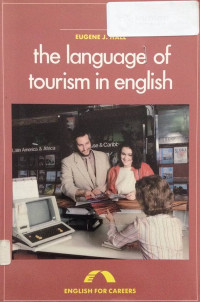 EUGENE J. HALL
the language of
tourism in english
ENGLISH FOR CAREERS